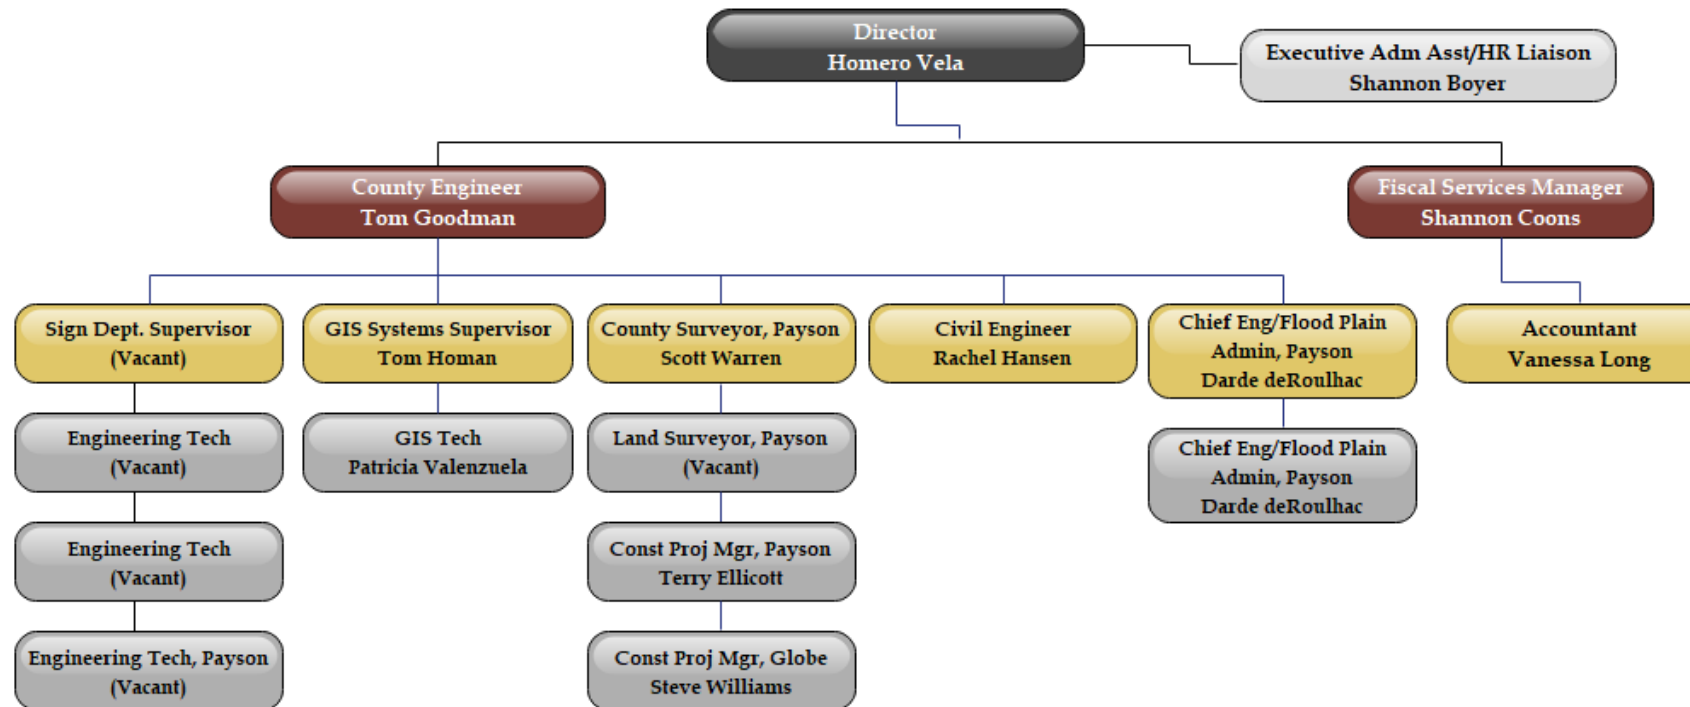 Director
Homero Vela
Executive Adm Asst/HR Liaison
Shannon Boyer
County Engineer
Tom Goodman
Fiscal Services Manager
Shannon Coons
Sign Dept. Supervisor
(Vacant)
GIS Systems Supervisor
Tom Homan
County Surveyor, Payson
Scott Warren
Civil Engineer
Rachel Hansen
Chief Eng/Flood Plain
Admin, Payson
Darde deRoulhac
Accountant
Vanessa Long
Engineering Tech
(Vacant)
GIS Tech
Patricia Valenzuela
Land Surveyor, Payson
(Vacant)
Chief Eng/Flood Plain
Admin, Payson
Darde deRoulhac
Engineering Tech
(Vacant)
Const Proj Mgr, Payson
Terry Ellicott
Engineering Tech, Payson
(Vacant)
Const Proj Mgr, Globe
Steve Williams